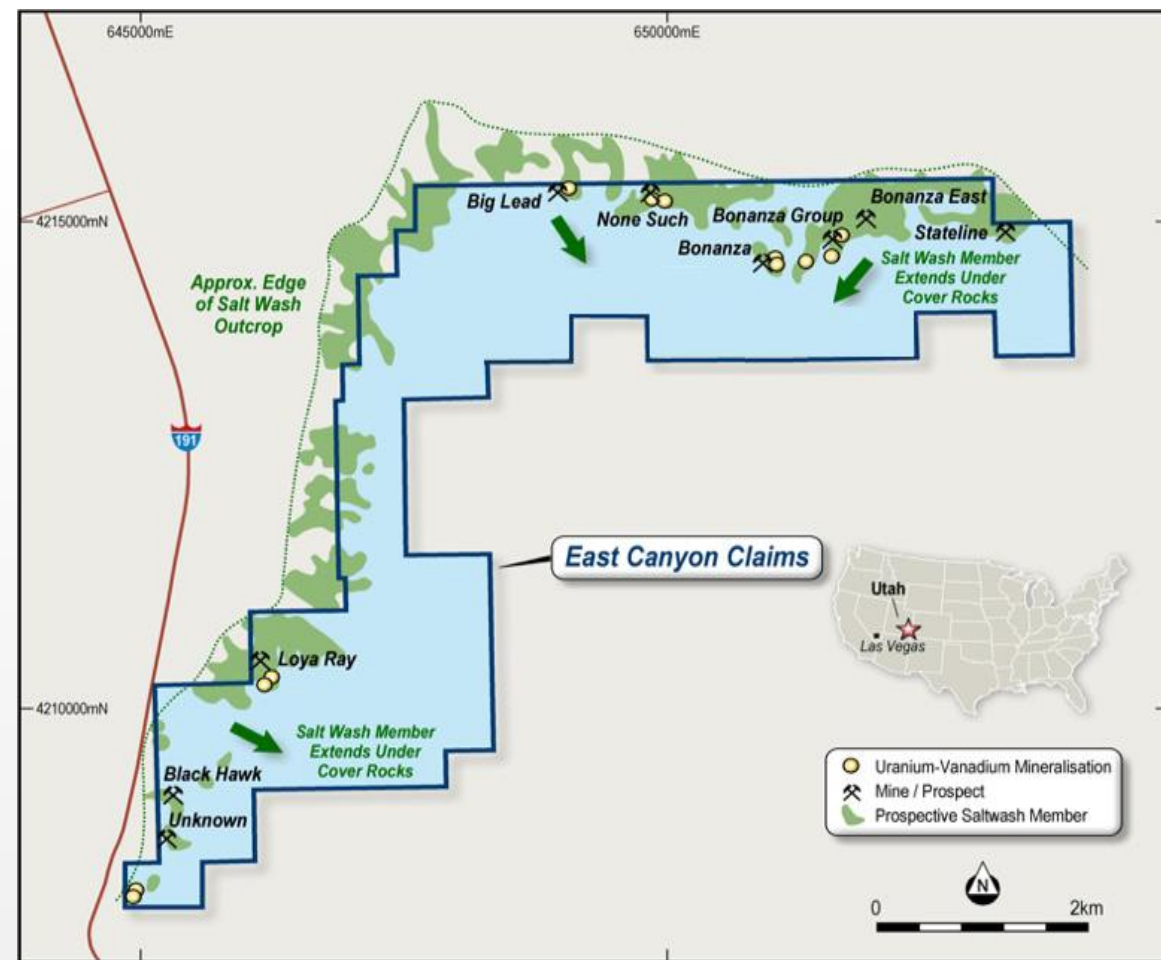 645000mE
650000mE
4215000mN
Big Lead
None Such
Bonanza East
Bonanza Group
Stateline
Bonanza
Salt Wash Member
Extends Under
Cover Rocks
Approx. Edge
of Salt Wash
Outcrop
191
East Canyon Claims
Utah
Las Vegas
Loya Ray
4210000mN
Salt Wash Member
Extends Under
Cover Rocks
Black Hawk
Unknown
Uranium-Vanadium Mineralisation
Mine / Prospect
Prospective Saltwash Member
N
0 2km